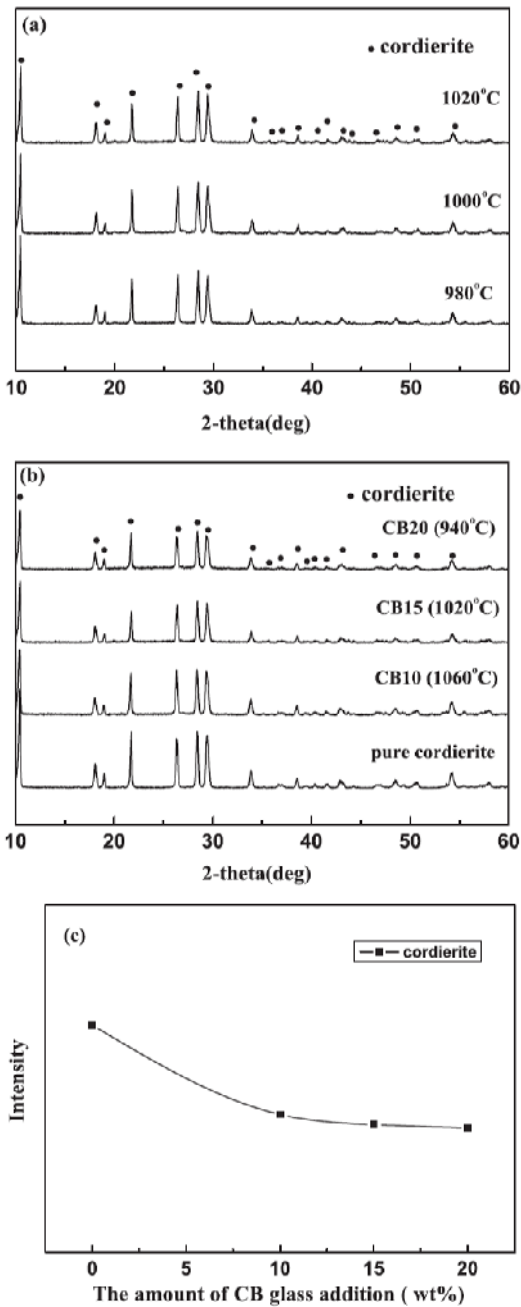 (a)
• cordierite
1020°C
1000°C
980°C
10 20 30 40 50 60
2-theta(deg)
(b)
• cordierite
CB20 (940°C)
CB15 (1020°C)
CB10 (1060°C)
pure cordierite
10 20 30 40 50 60
2-theta(deg)
(c)
cordierite
Intensity
0 5 10 15 20
The amount of CB glass addition ( wt%)